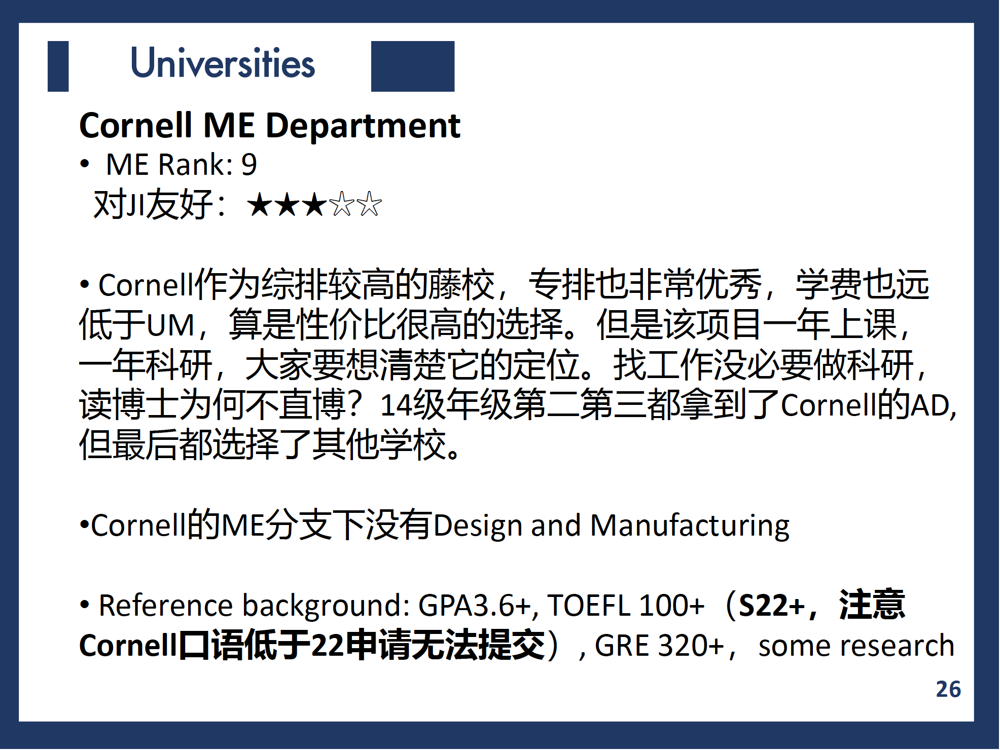 Universities
Cornell ME Department
• ME Rank: 9
对JI友好：★★★☆☆
• Cornell作为综排较高的藤校，专排也非常优秀，学费也远
低于UM，算是性价比很高的选择。但是该项目一年上课，
一年科研，大家要想清楚它的定位。找工作没必要做科研，
读博士为何不直博？14级年级第二第三都拿到了Cornell的AD,
但最后都选择了其他学校。
•Cornell的ME分支下没有Design and Manufacturing
• Reference background: GPA3.6+, TOEFL 100+（S22+，注意
Cornell口语低于22申请无法提交）, GRE 320+，some research
26